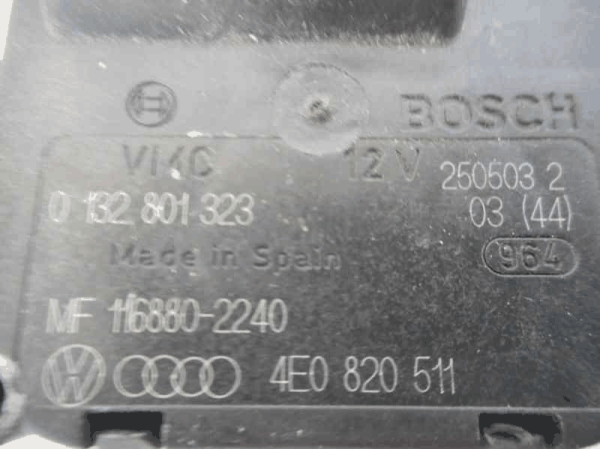 BOSCH
VKC 12 V 250503 2
0 132 801 323 03 (44)
Made in Spain 964
MF 116880-2240
4E0 820 511